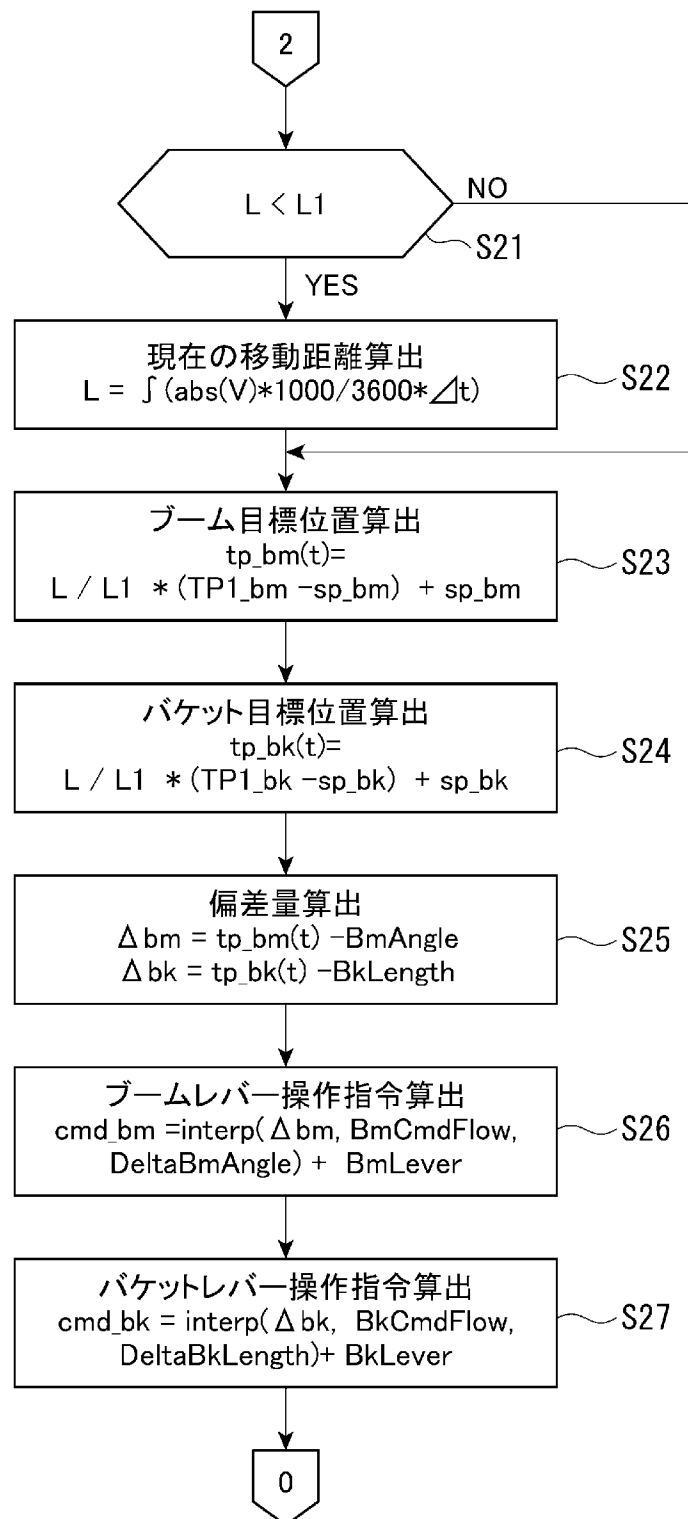 2
L < L1
NO
S21
YES
現在の移動距離算出
L = ∫(abs(V)*1000/3600*⊿t)
S22
ブーム目標位置算出
tp_bm(t)=
L / L1 *(TP1_bm -sp_bm) + sp_bm
S23
バケット目標位置算出
tp_bk(t)=
L / L1 *(TP1_bk -sp_bk) + sp_bk
S24
偏差量算出
Δbm = tp_bm(t) -BmAngle
Δbk = tp_bk(t) -BkLength
S25
ブームレバー操作指令算出
cmd_bm =interp(Δbm, BmCmdFlow,
DeltaBmAngle) + BmLever
S26
バケットレバー操作指令算出
cmd_bk = interp(Δbk, BkCmdFlow,
DeltaBkLength)+ BkLever
S27
0